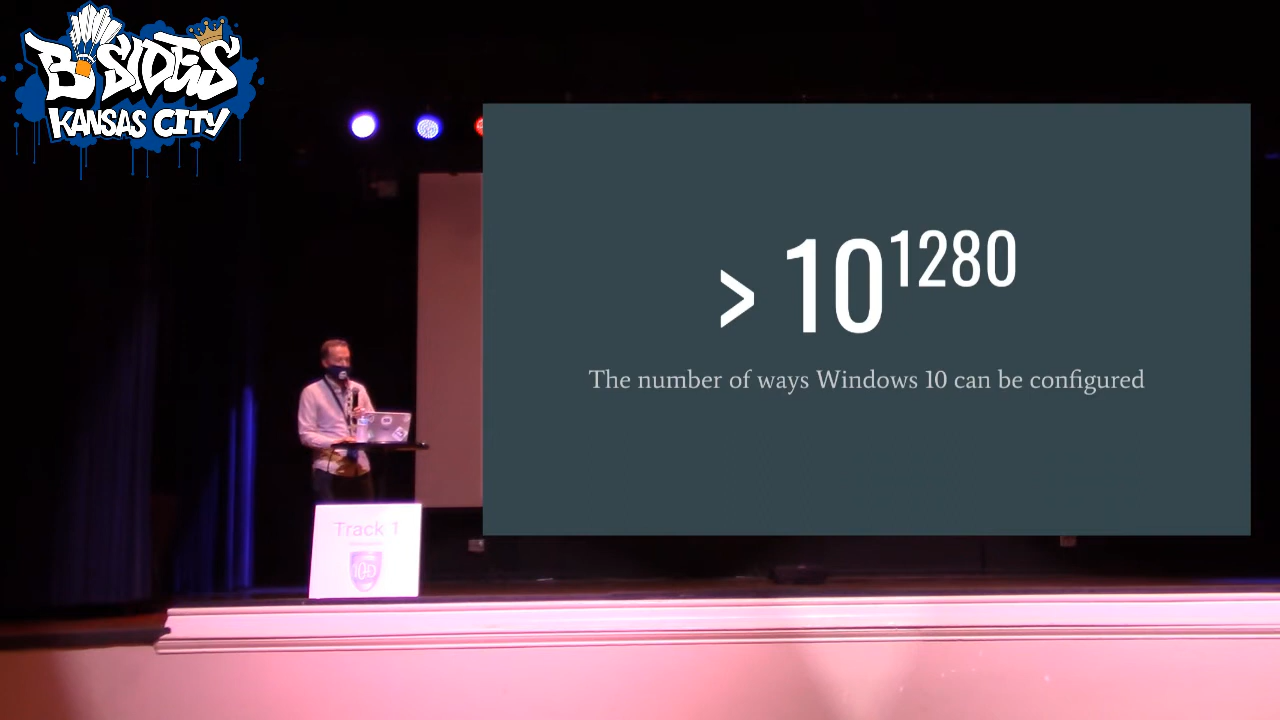 B·SIDES
KANSAS CITY
> 10^1280
The number of ways Windows 10 can be configured
Track 1